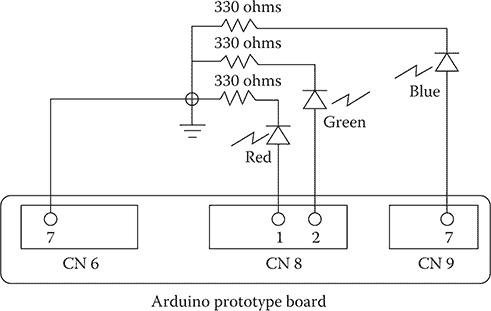 330 ohms
330 ohms
330 ohms
Blue
Green
Red
7
1
2
7
CN 6
CN 8
CN 9
Arduino prototype board